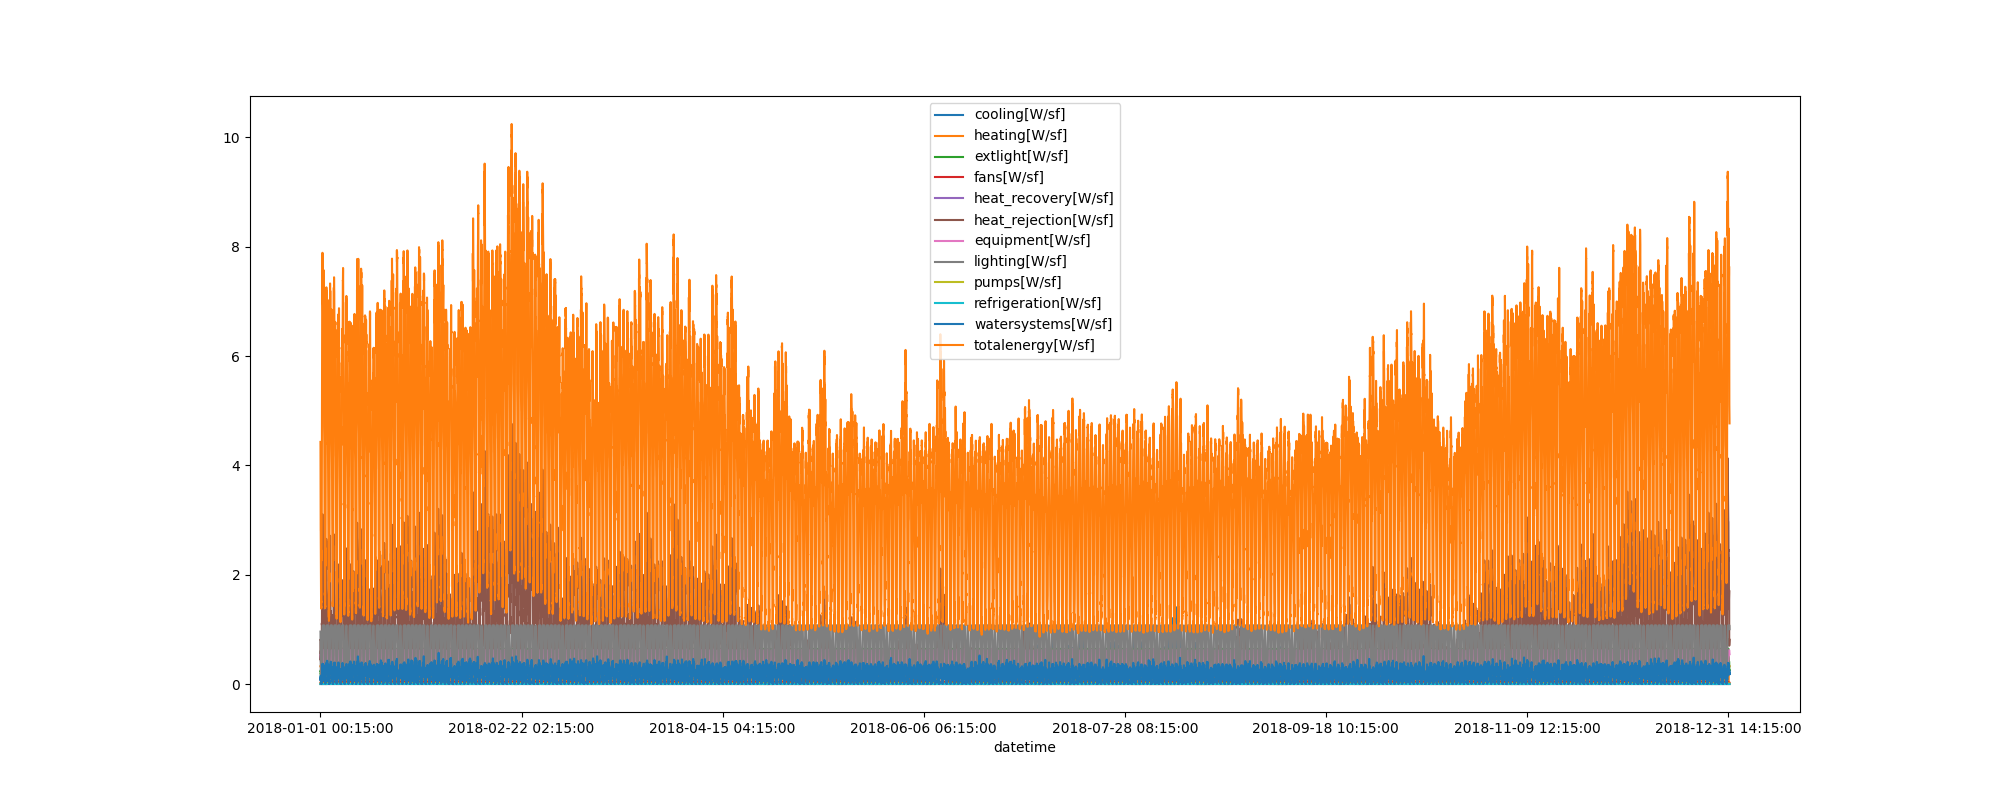 10
8
6
4
2
0
cooling[W/sf]
heating[W/sf]
extlight[W/sf]
fans[W/sf]
heat_recovery[W/sf]
heat_rejection[W/sf]
equipment[W/sf]
lighting[W/sf]
pumps[W/sf]
refrigeration[W/sf]
watersystems[W/sf]
totalenergy[W/sf]
2018-01-01 00:15:00 2018-02-22 02:15:00 2018-04-15 04:15:00 2018-06-06 06:15:00 2018-07-28 08:15:00 2018-09-18 10:15:00 2018-11-09 12:15:00 2018-12-31 14:15:00
datetime